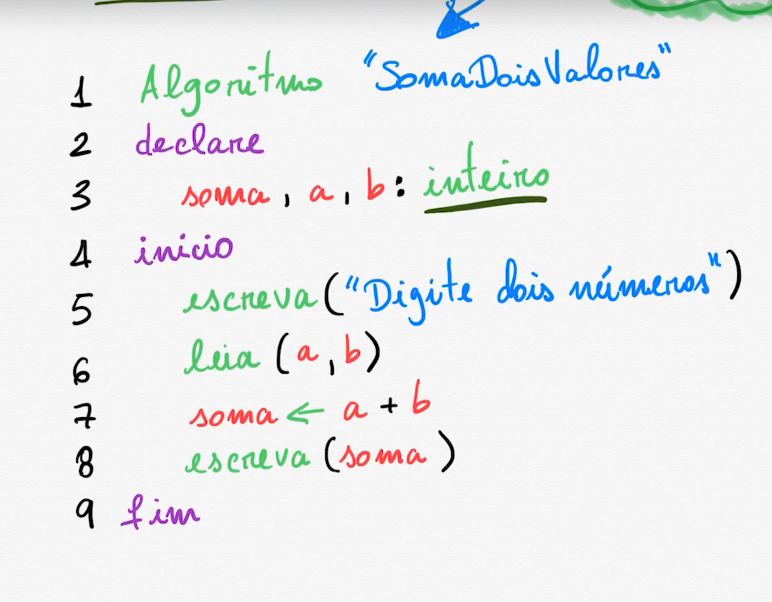 1 Algoritmo "SomaDoisValores"
2 declare
3 soma, a, b: inteiro
4 inicio
5 escreva("Digite dois números")
6 leia (a,b)
7 soma ← a + b
8 escreva (soma)
9 fim